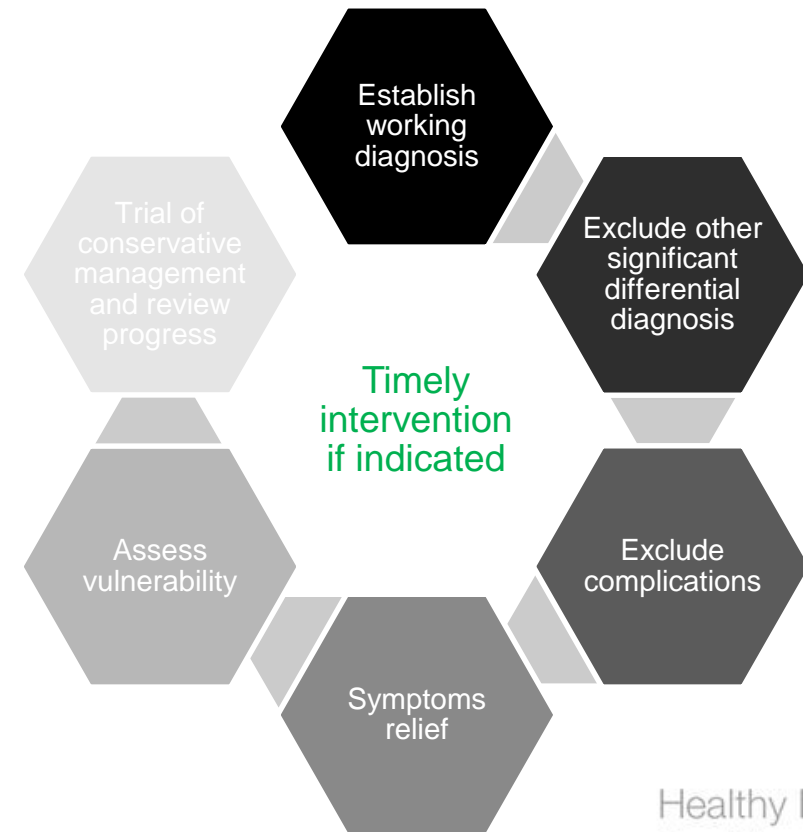 Establish
working
diagnosis
Exclude other
significant
differential
diagnosis
Exclude
complications
Symptoms
relief
Assess
vulnerability
Trial of
conservative
management
and review
progress
Timely
intervention
if indicated
Healthy